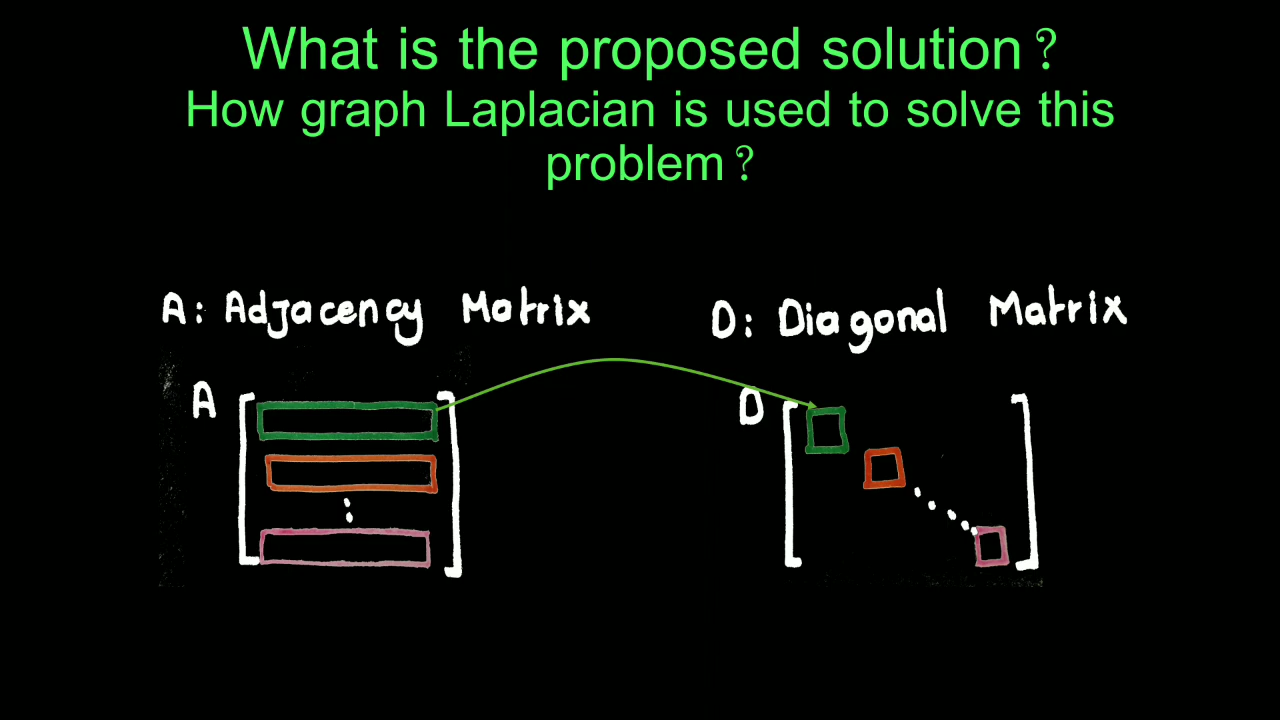 What is the proposed solution ?
How graph Laplacian is used to solve this
problem ?
A: Adjacency Matrix
D: Diagonal Matrix
A
D